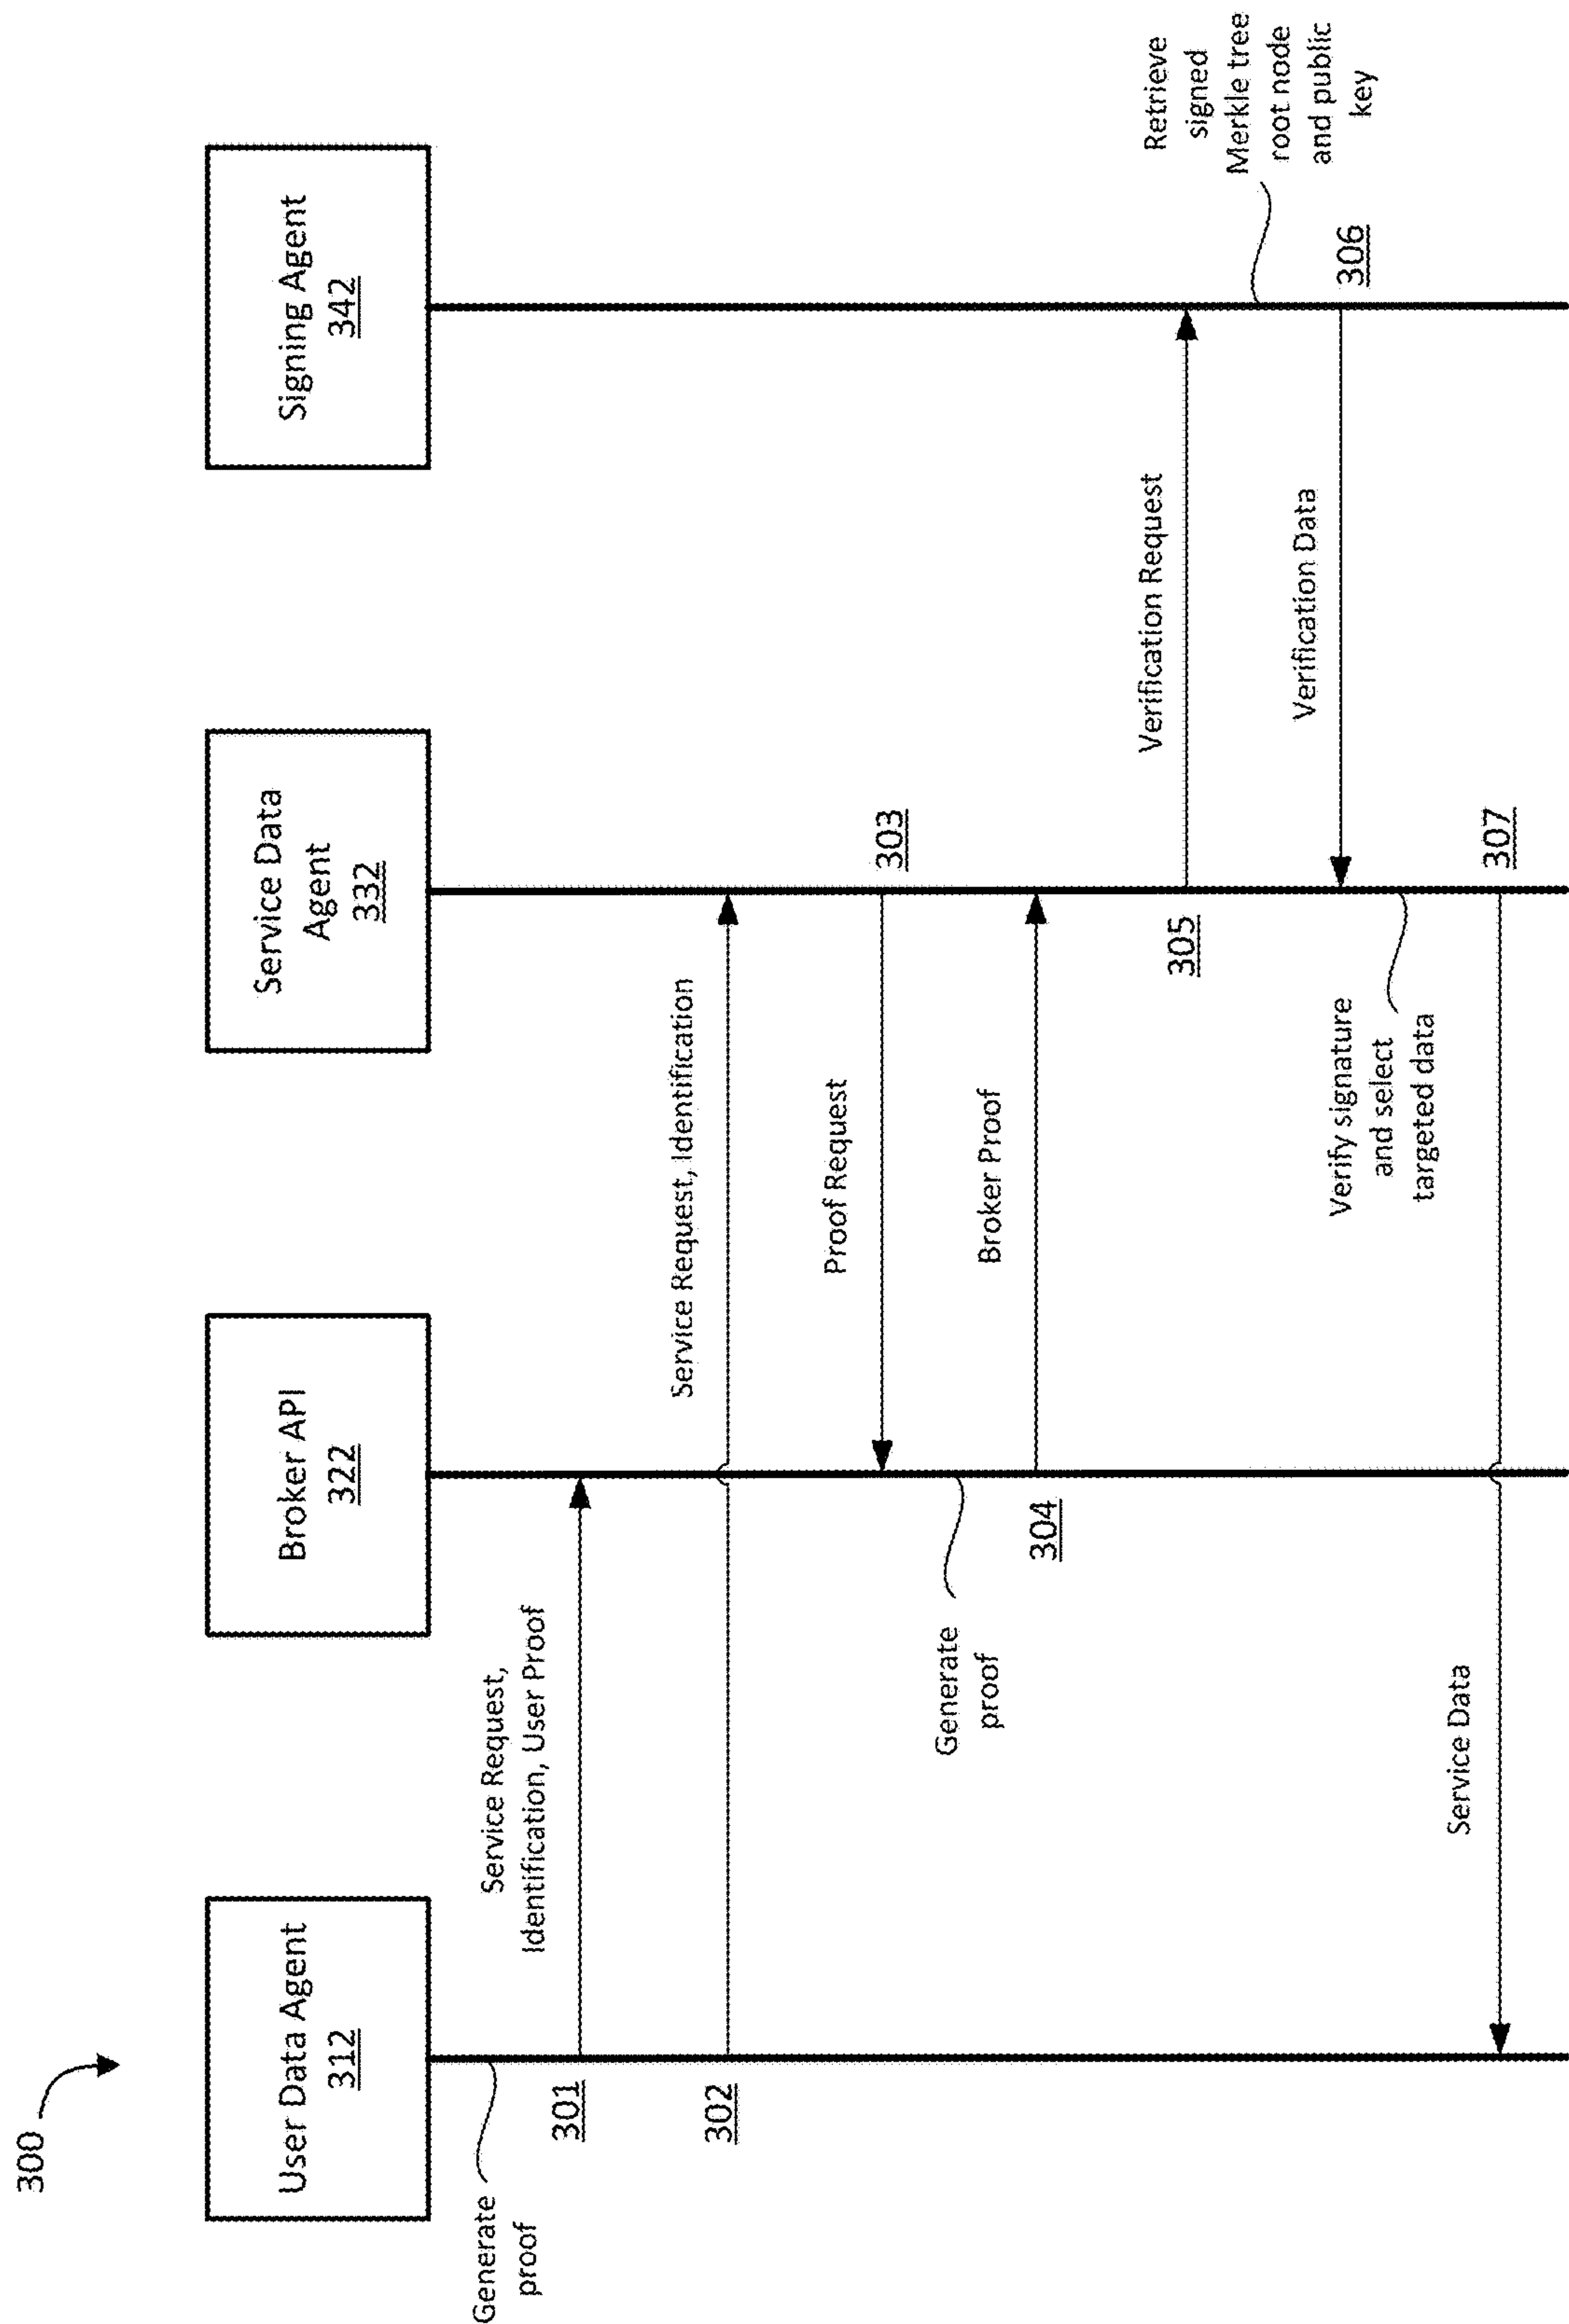 300
User Data Agent
312
Broker API
322
Service Data
Agent
332
Signing Agent
342
Generate
proof
Service Request,
Identification, User Proof
301
Service Request, Identification
302
Proof Request
303
Generate
proof
Broker Proof
304
Verification Request
305
Retrieve
signed
Merkle tree
root node
and public
key
Verification Data
306
Verify signature
and select
targeted data
Service Data
307